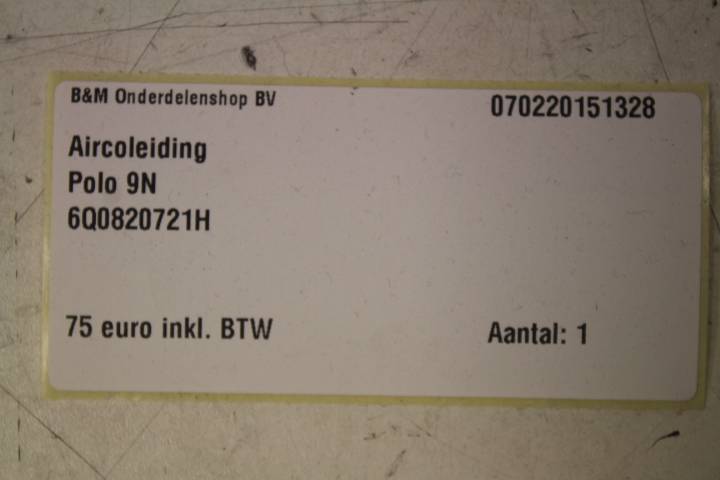 B&M Onderdelenshop BV 070220151328
Aircoleiding
Polo 9N
6Q0820721H
75 euro inkl. BTW Aantal: 1